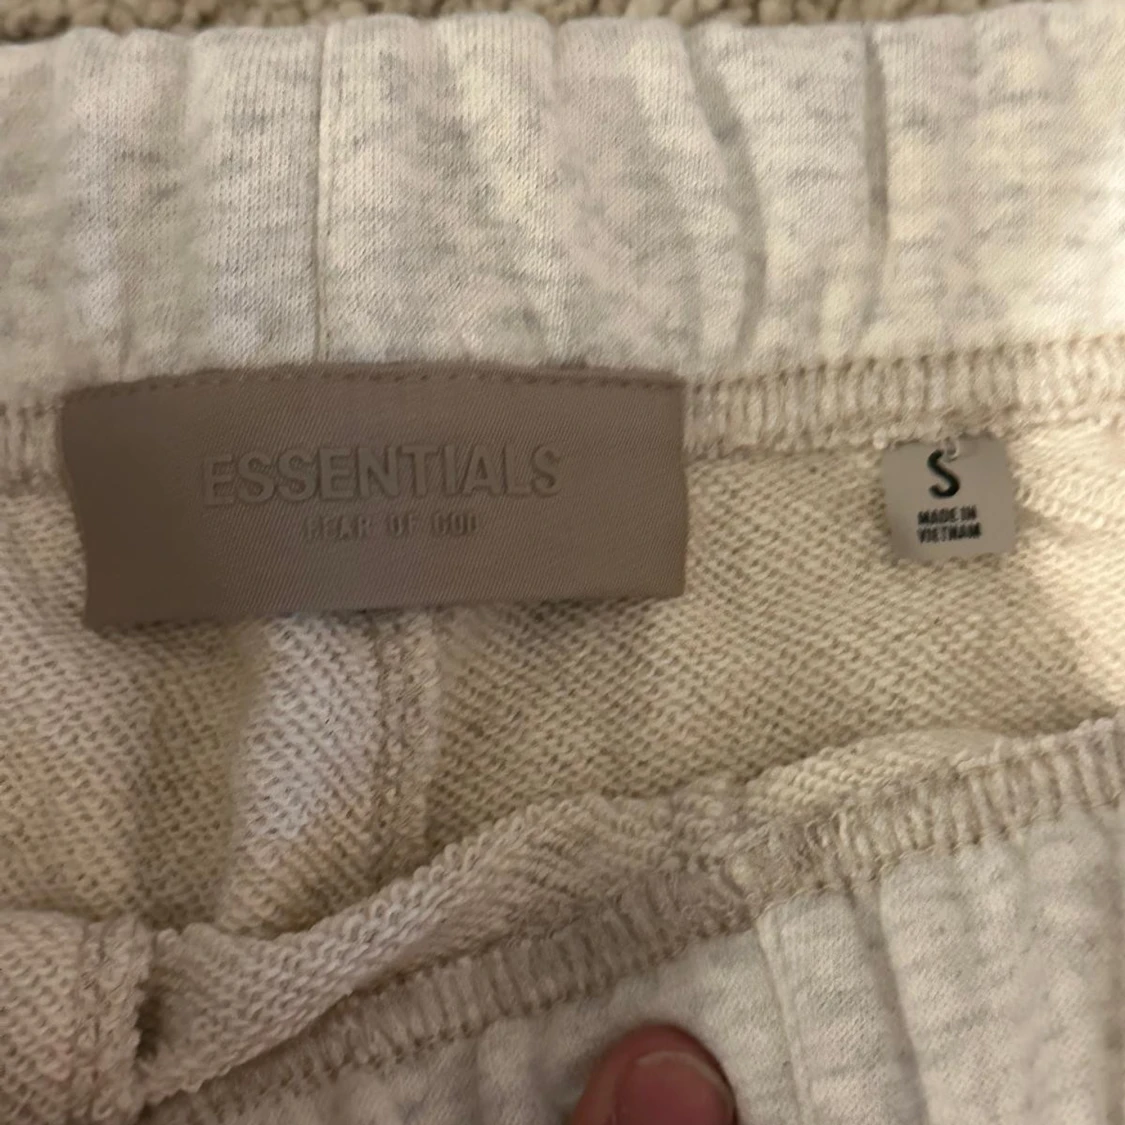 ESSENTIALS
FEAR OF GOD
S
MADE IN
VIETNAM